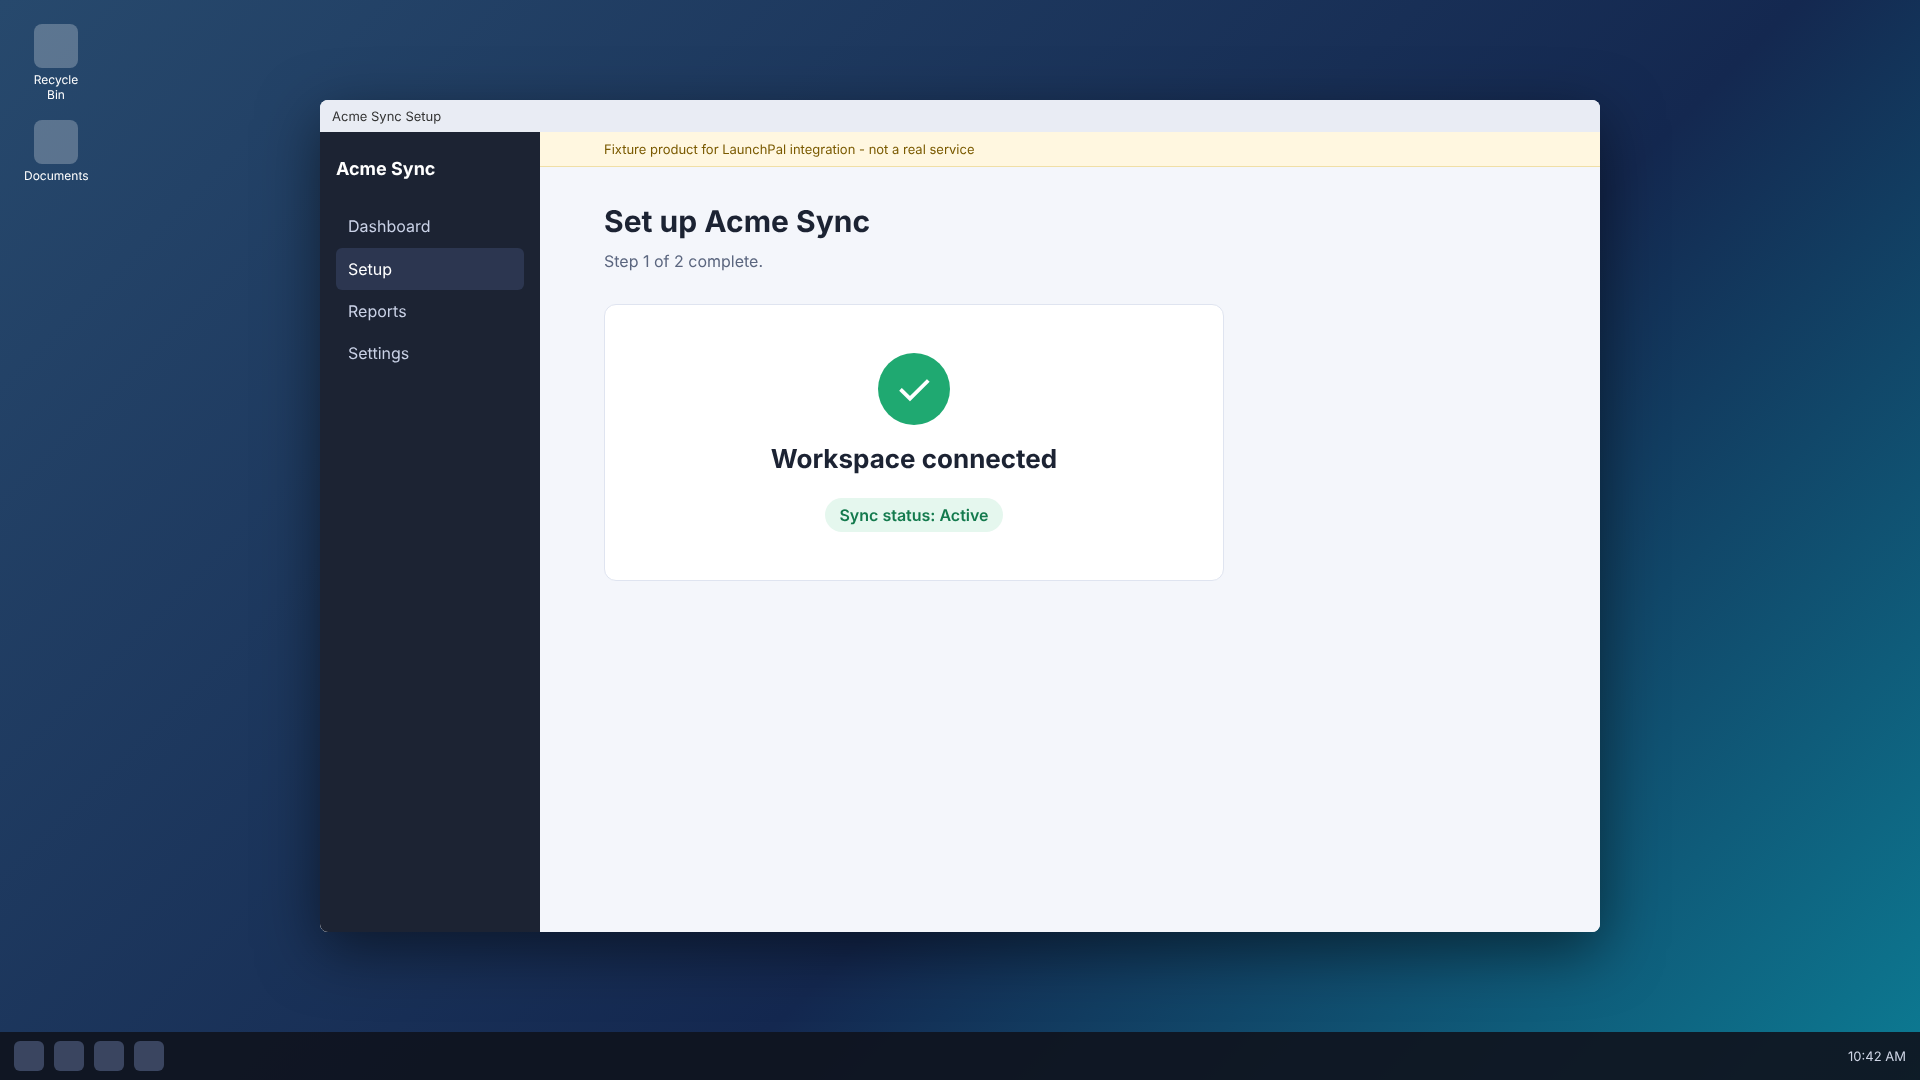 Recycle
Bin
Documents
Acme Sync Setup
Acme Sync
Dashboard
Setup
Reports
Settings
Fixture product for LaunchPal integration - not a real service
Set up Acme Sync
Step 1 of 2 complete.
Workspace connected
Sync status: Active
10:42 AM